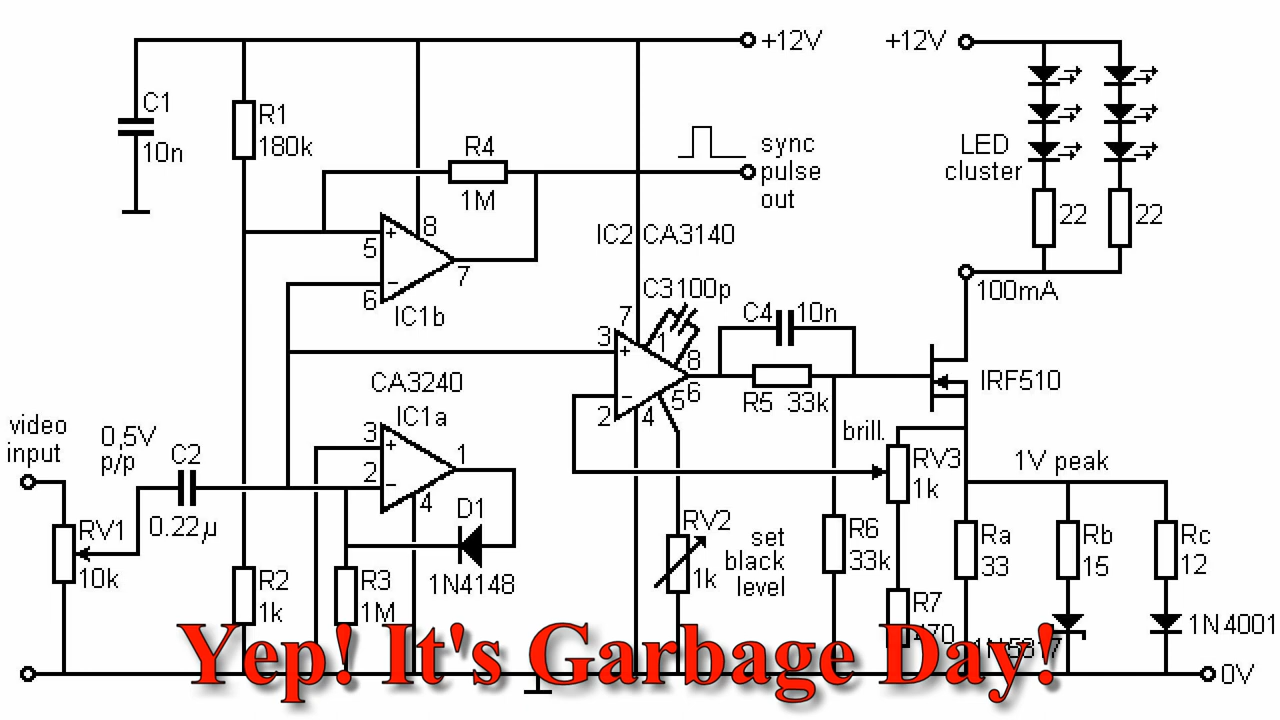 +12V
+12V
C1
10n
R1
180k
R4
1M
sync
pulse
out
LED
cluster
22
22
5
+
8
6
−
7
IC1b
IC2 CA3140
100mA
C3 100p
C4 10n
7
1
3
+
8
2
−
4
5
6
R5 33k
IRF510
CA3240
IC1a
video
input
0,5V
p/p
C2
0.22µ
3
+
2
−
1
4
D1
1N4148
brill.
RV3
1k
1V peak
RV1
10k
RV2
1k
set
black
level
R6
33k
Ra
33
Rb
15
Rc
12
R2
1k
R3
1M
R7
1N4001
Yep! It's Garbage Day!
0V